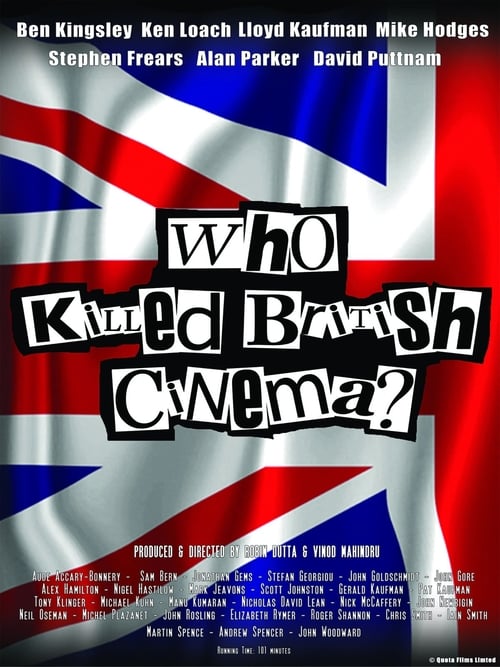 Ben Kingsley Ken Loach Lloyd Kaufman Mike Hodges
Stephen Frears Alan Parker David Puttnam
WhO
KiLLed BRiTiSh
CiNema?
Produced & Directed by Robin Dutta & Vinod Mahindru
Aude Accary-Bonnery - Sam Bern - Jonathan Gems - Stefan Georgiou - John Goldschmidt - John Gore
Alex Hamilton - Nigel Hastilow - Mark Jeavons - Scott Johnston - Gerald Kaufman - Pat Kaufman
Tony Klinger - Michael Kuhn - Manu Kumaran - Nicholas David Lean - Nick McCaffery - John Newbigin
Neil Oseman - Michel Plazanet - John Rosling - Elizabeth Rymer - Roger Shannon - Chris Smith - Iain Smith
Martin Spence - Andrew Spencer - John Woodward
Running Time: 101 minutes
© Quota Films Limted